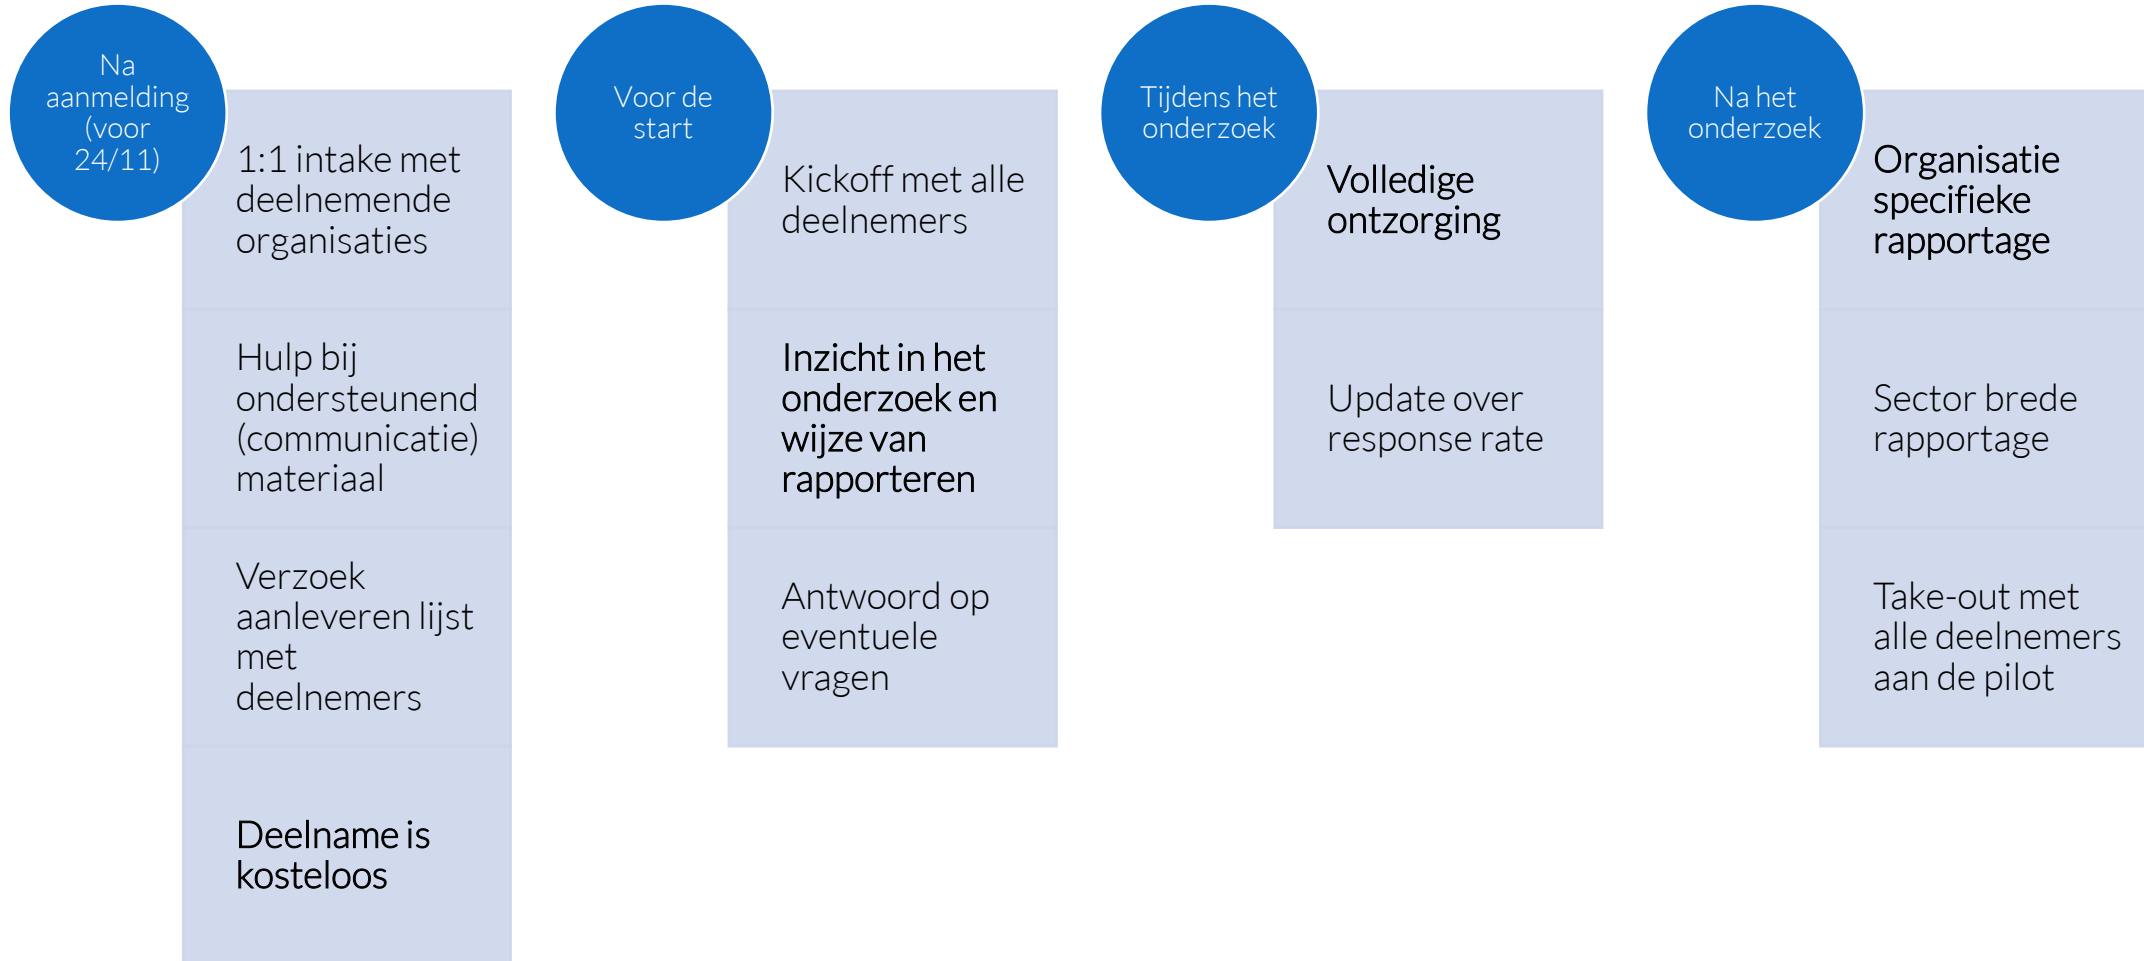 Na
aanmelding
(voor
24/11)
1:1 intake met
deelnemende
organisaties
Hulp bij
ondersteunend
(communicatie)
materiaal
Verzoek
aanleveren lijst
met
deelnemers
Deelname is
kosteloos
Voor de
start
Kickoff met alle
deelnemers
Inzicht in het
onderzoek en
wijze van
rapporteren
Antwoord op
eventuele
vragen
Tijdens het
onderzoek
Volledige
ontzorging
Update over
response rate
Na het
onderzoek
Organisatie
specifieke
rapportage
Sector brede
rapportage
Take-out met
alle deelnemers
aan de pilot